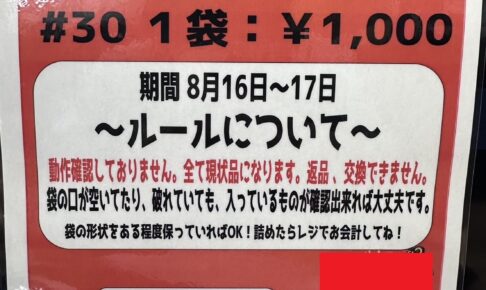 #30 1袋:¥1,000
期間 8月16日〜17日
〜ルールについて〜
動作確認しておりません。全て現状品になります。返品、交換できません。
袋の口が空いてたり、破れていても、入っているものが確認出来れば大丈夫です。
袋の形状をある程度保っていればOK!詰めたらレジでお会計してね!